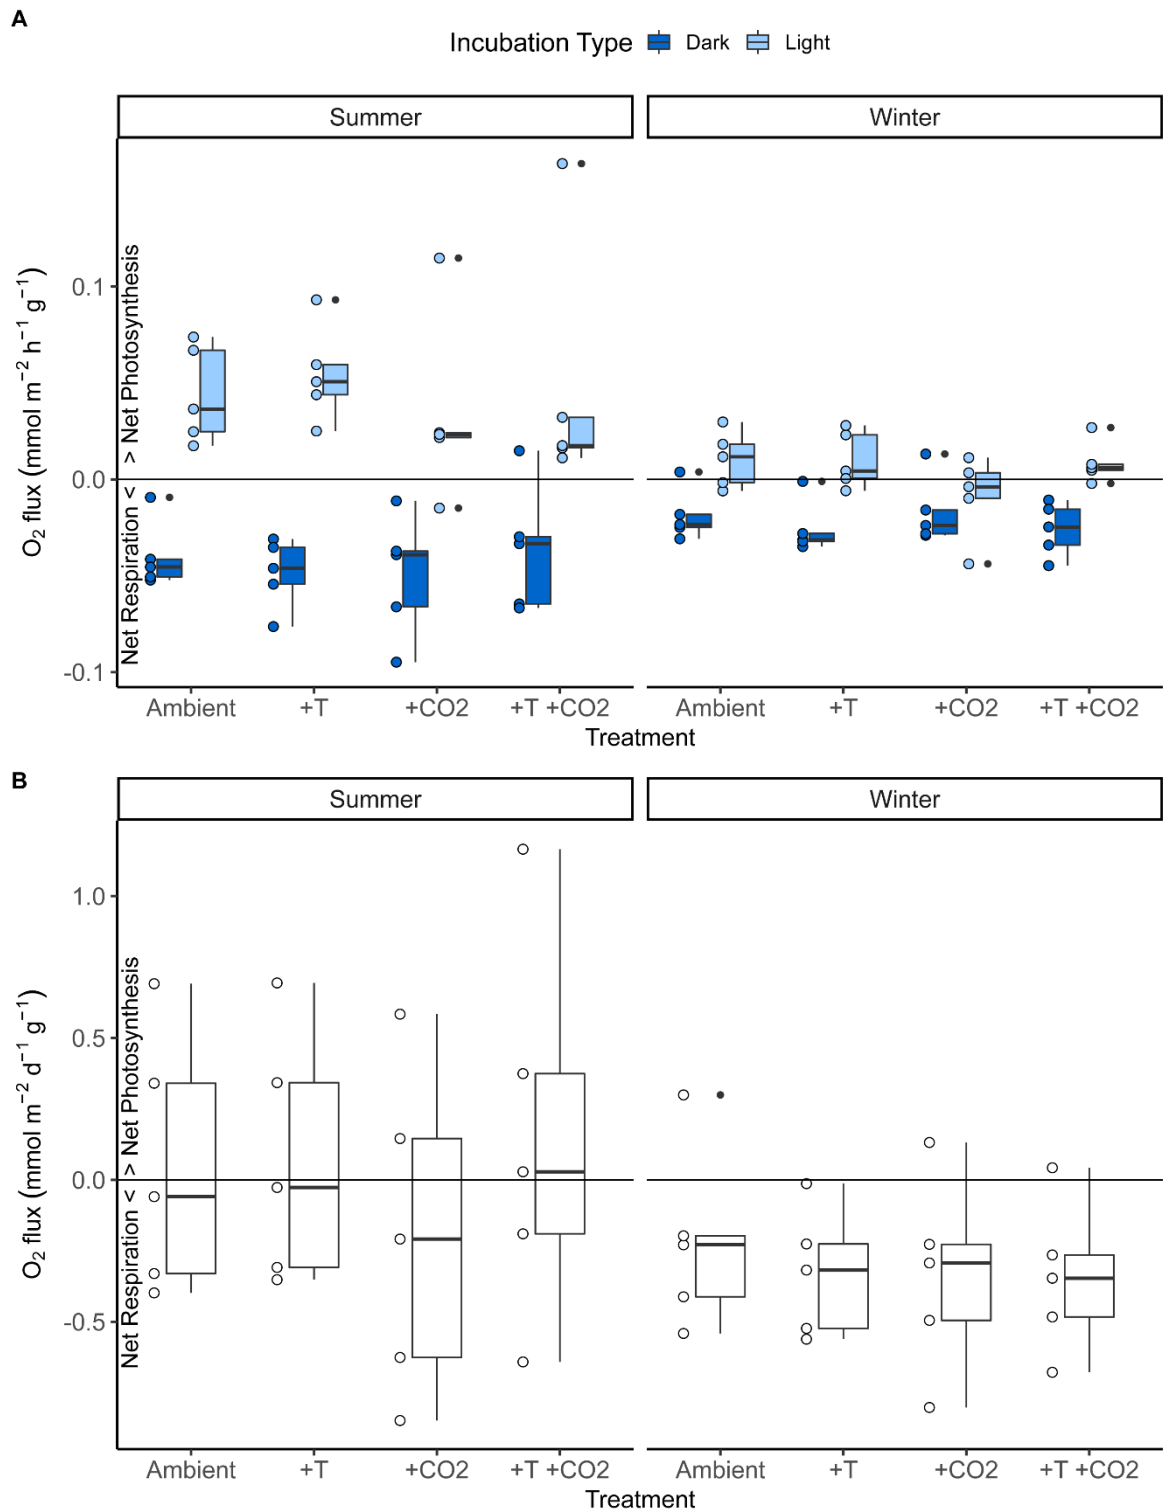 A
Incubation Type Dark Light
Summer Winter
O2 flux (mmol m−2 h−1 g−1)
Net Respiration < > Net Photosynthesis
0.1
0.0
-0.1
Ambient +T +CO2 +T +CO2 Ambient +T +CO2 +T +CO2
Treatment
B
Summer Winter
O2 flux (mmol m−2 d−1 g−1)
Net Respiration < > Net Photosynthesis
1.0
0.5
0.0
-0.5
Ambient +T +CO2 +T +CO2 Ambient +T +CO2 +T +CO2
Treatment